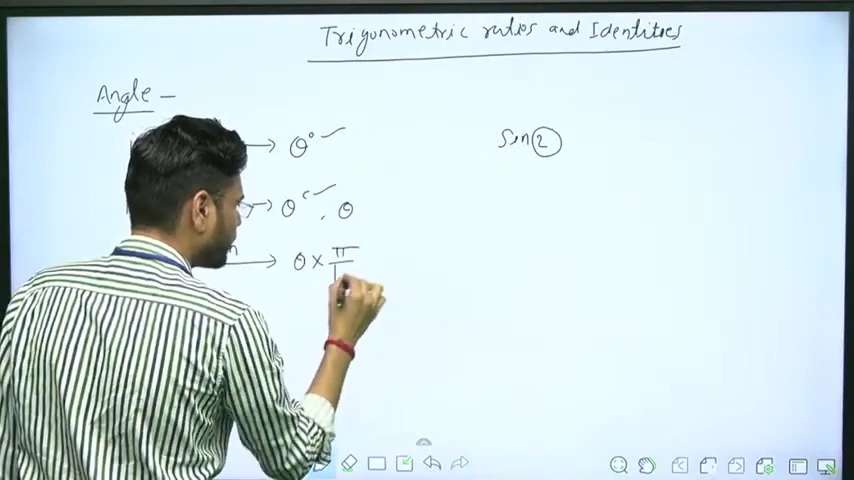 Trigonometric ratios and Identities
Angle -
→ θ° Sin 2
→ θᶜ , θ
→ θ × π